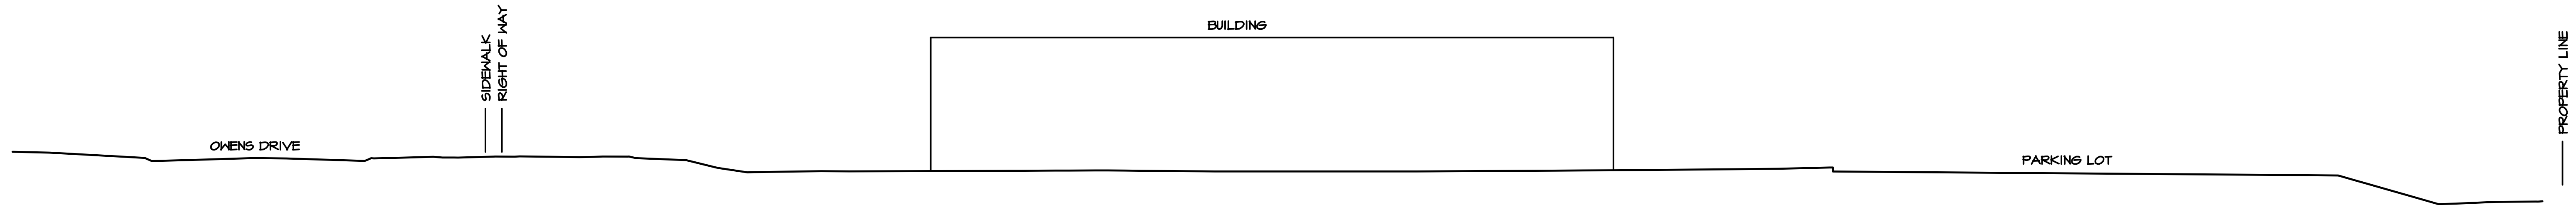 OWENS DRIVE
SIDEWALK
RIGHT OF WAY
BUILDING
PARKING LOT
PROPERTY LINE